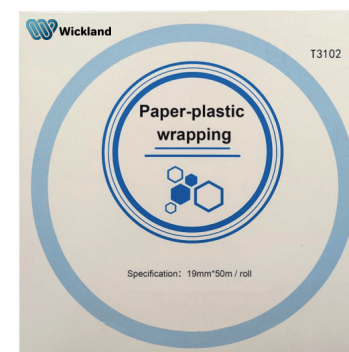 Wickland
T3102
Paper-plastic
wrapping
Specification: 19mm*50m / roll